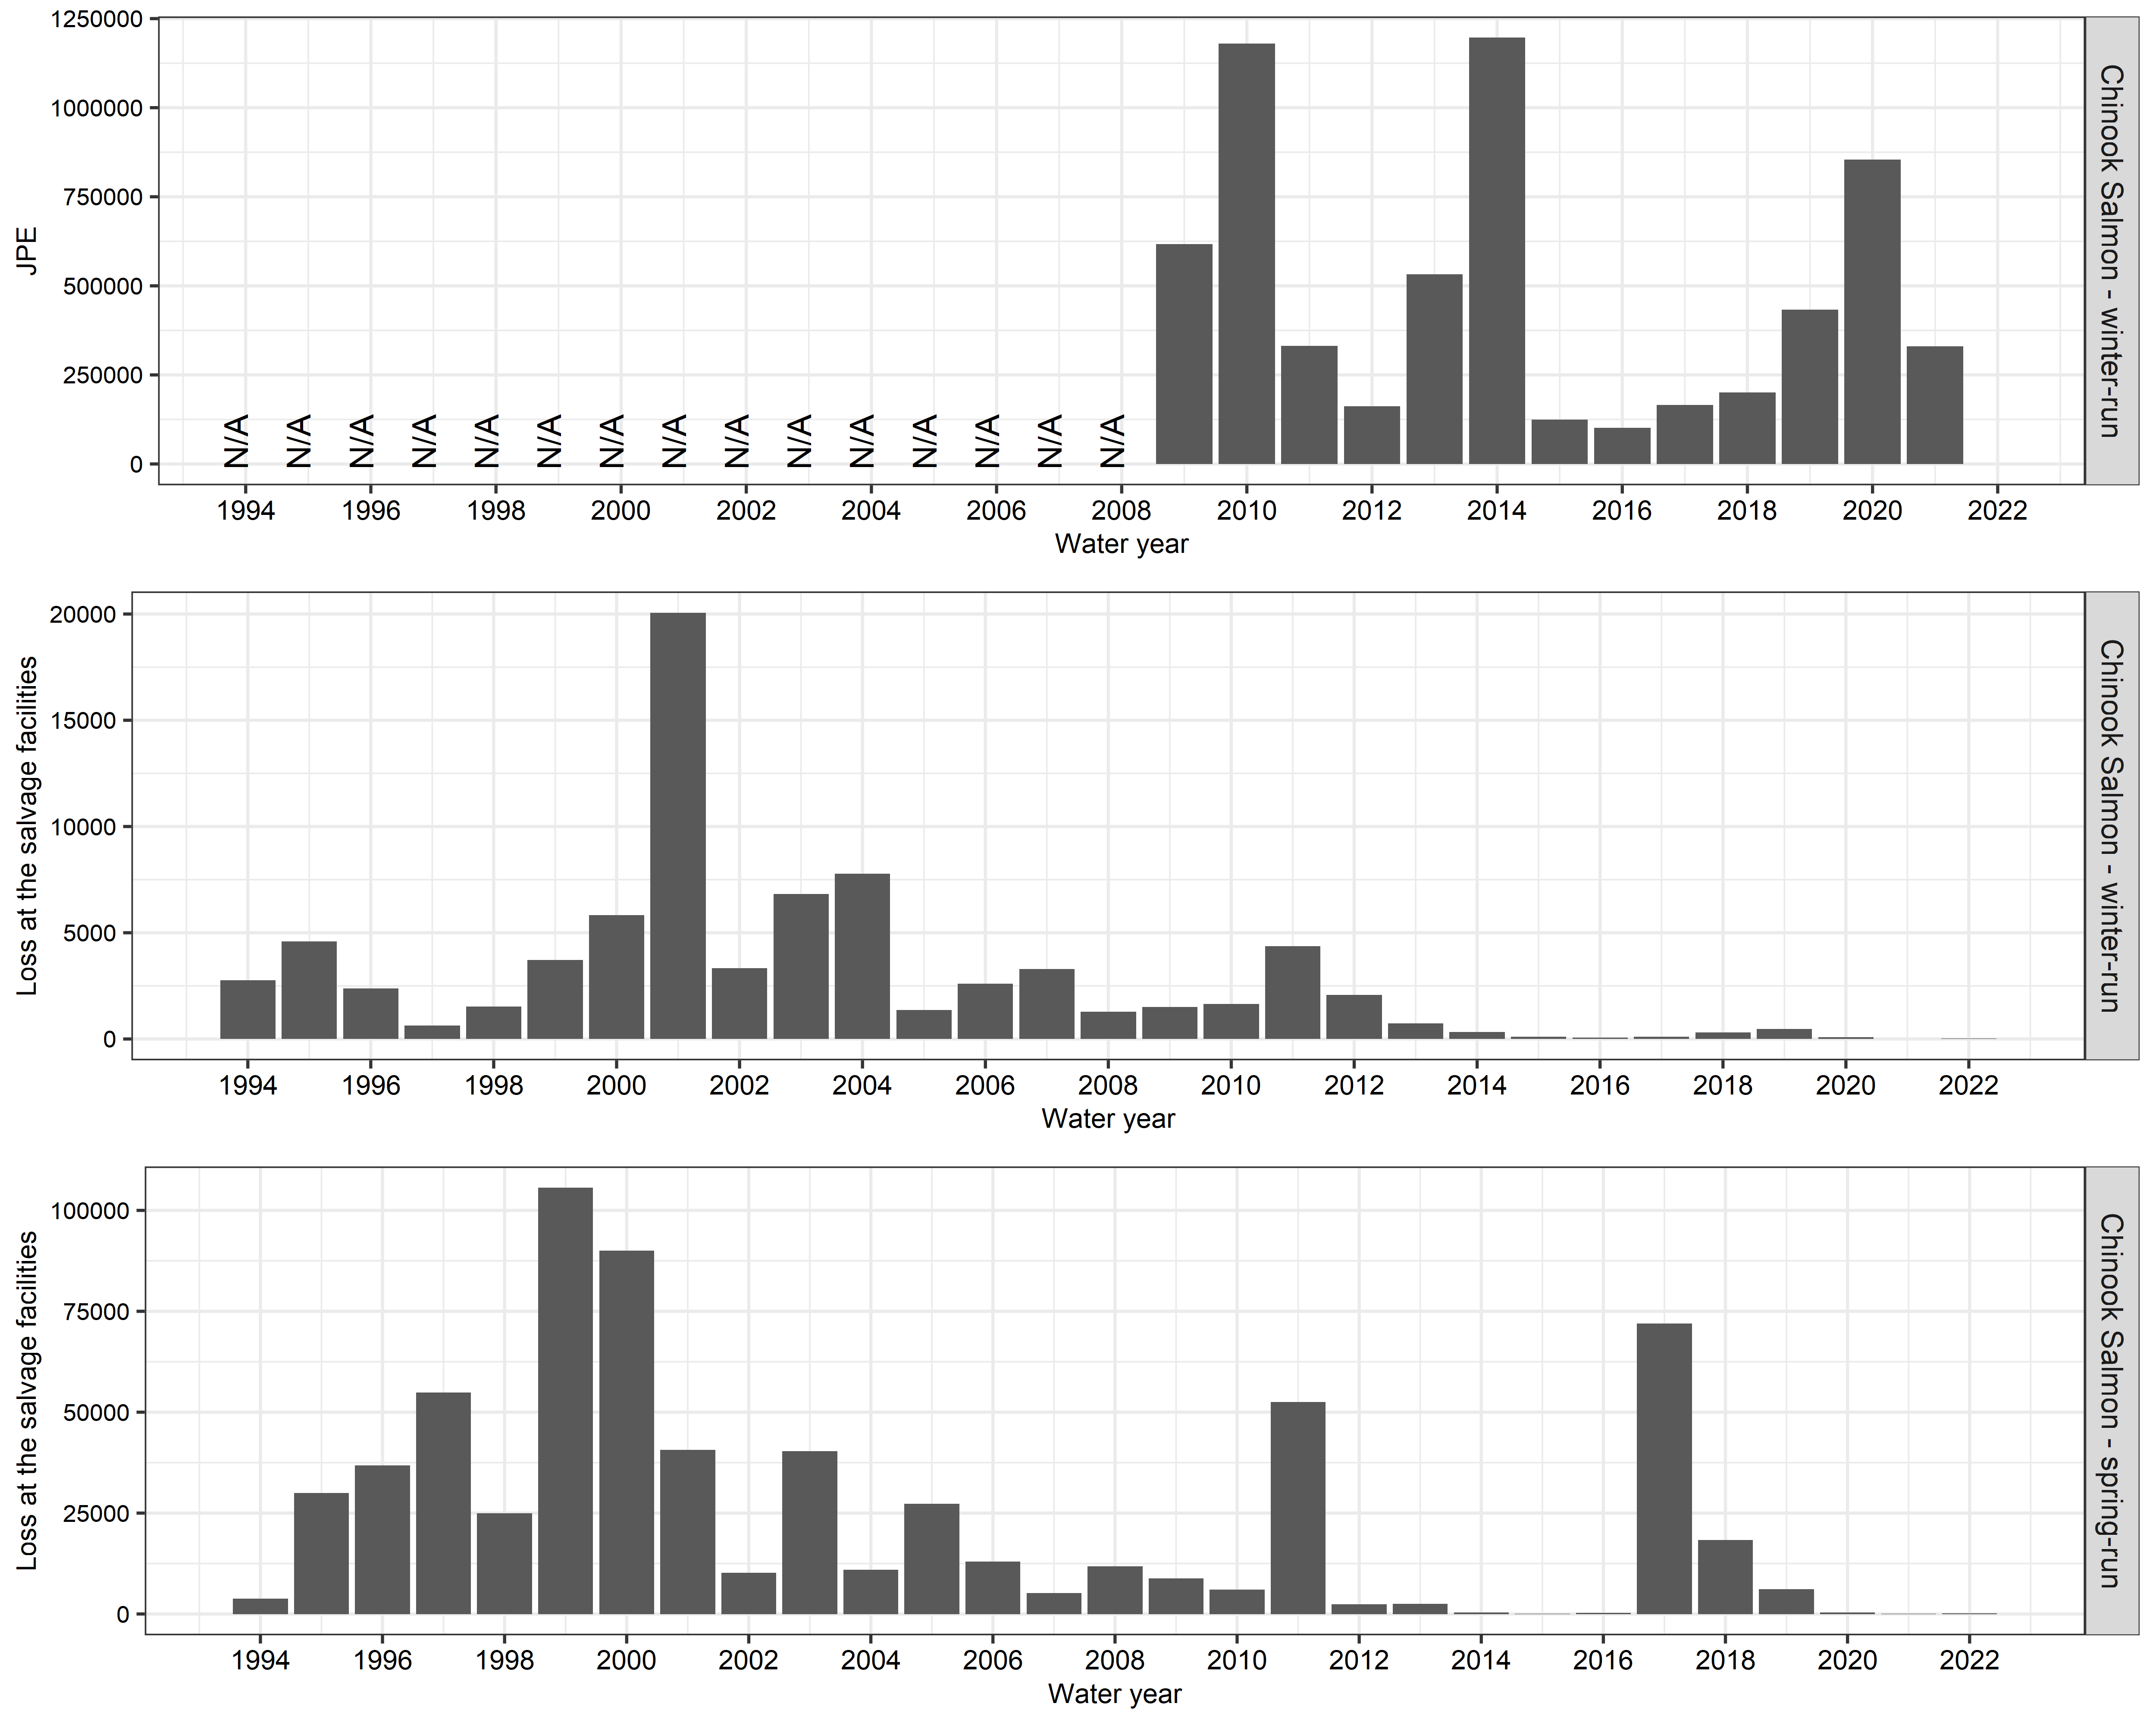 1250000
1000000
750000
500000
250000
0
JPE
N/A N/A N/A N/A N/A N/A N/A N/A N/A N/A N/A N/A N/A N/A N/A
1994 1996 1998 2000 2002 2004 2006 2008 2010 2012 2014 2016 2018 2020 2022
Water year
Chinook Salmon - winter-run
20000
15000
10000
5000
0
Loss at the salvage facilities
1994 1996 1998 2000 2002 2004 2006 2008 2010 2012 2014 2016 2018 2020 2022
Water year
Chinook Salmon - winter-run
100000
75000
50000
25000
0
Loss at the salvage facilities
1994 1996 1998 2000 2002 2004 2006 2008 2010 2012 2014 2016 2018 2020 2022
Water year
Chinook Salmon - spring-run